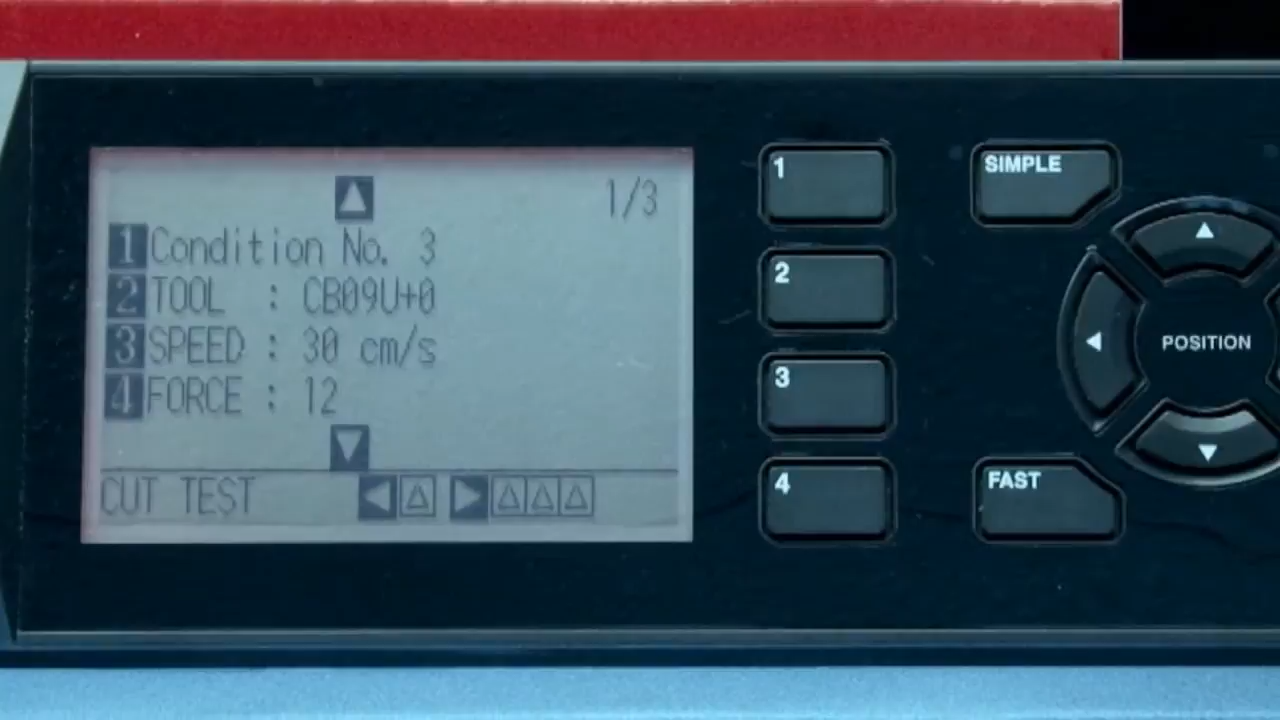 1/3
1 Condition No. 3
2 TOOL : CB09U+0
3 SPEED : 30 cm/s
4 FORCE : 12
CUT TEST
1
2
3
4
SIMPLE
POSITION
FAST